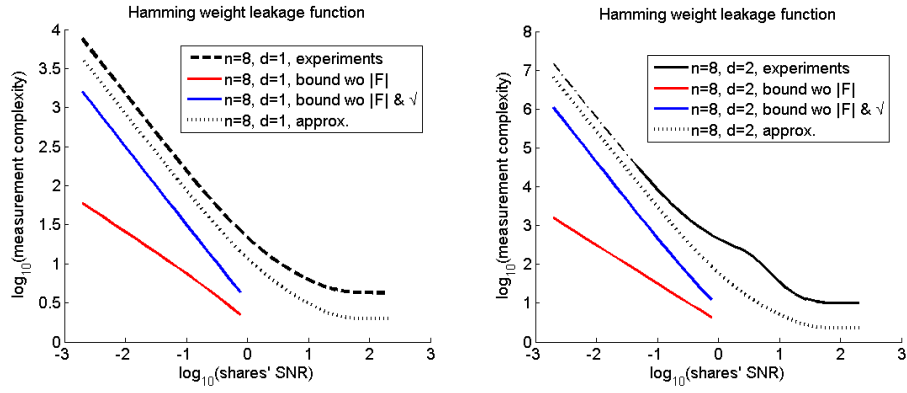 Hamming weight leakage function
4
3.5
3
2.5
2
1.5
1
0.5
0
-3
-2
-1
0
1
2
3
log10(measurement complexity)
log10(shares' SNR)
n=8, d=1, experiments
n=8, d=1, bound wo |F|
n=8, d=1, bound wo |F| & √
n=8, d=1, approx.
Hamming weight leakage function
8
7
6
5
4
3
2
1
0
-3
-2
-1
0
1
2
3
log10(measurement complexity)
log10(shares' SNR)
n=8, d=2, experiments
n=8, d=2, bound wo |F|
n=8, d=2, bound wo |F| & √
n=8, d=2, approx.